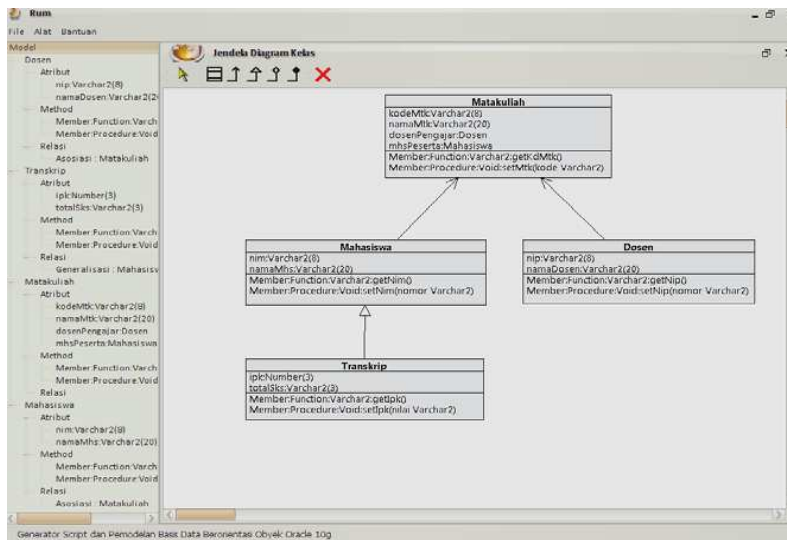 Rum
File Alat Bantuan
Model
Dosen
Atribut
nip:Varchar2(8)
namaDosen:Varchar2(2
Method
Member:Function:Varch
Member:Procedure:Void
Relasi
Asosiasi : Matakuliah
Transkrip
Atribut
ipk:Number(3)
totalSks:Varchar2(3)
Method
Member:Function:Varch
Member:Procedure:Void
Relasi
Generalisasi : Mahasisv
Matakuliah
Atribut
kodeMtk:Varchar2(8)
namaMtk:Varchar2(20)
dosenPengajar:Dosen
mhsPeserta:Mahasiswa
Method
Member:Function:Varch
Member:Procedure:Void
Relasi
Mahasiswa
Atribut
nim:Varchar2(8)
namaMhs:Varchar2(20)
Method
Member:Function:Varch
Member:Procedure:Void
Relasi
Asosiasi : Matakuliah
Jendela Diagram Kelas
Matakuliah
kodeMtk:Varchar2(8)
namaMtk:Varchar2(20)
dosenPengajar:Dosen
mhsPeserta:Mahasiswa
Member:Function:Varchar2:getKdMtk()
Member:Procedure:Void:setMtk(kode Varchar2)
Mahasiswa
nim:Varchar2(8)
namaMhs:Varchar2(20)
Member:Function:Varchar2:getNim()
Member:Procedure:Void:setNim(nomor Varchar2)
Dosen
nip:Varchar2(8)
namaDosen:Varchar2(20)
Member:Function:Varchar2:getNip()
Member:Procedure:Void:setNip(nomor Varchar2)
Transkrip
ipk:Number(3)
totalSks:Varchar2(3)
Member:Function:Varchar2:getIpk()
Member:Procedure:Void:setIpk(nilai Varchar2)
Generator Script dan Pemodelan Basis Data Berorientasi Obyek Oracle 10g